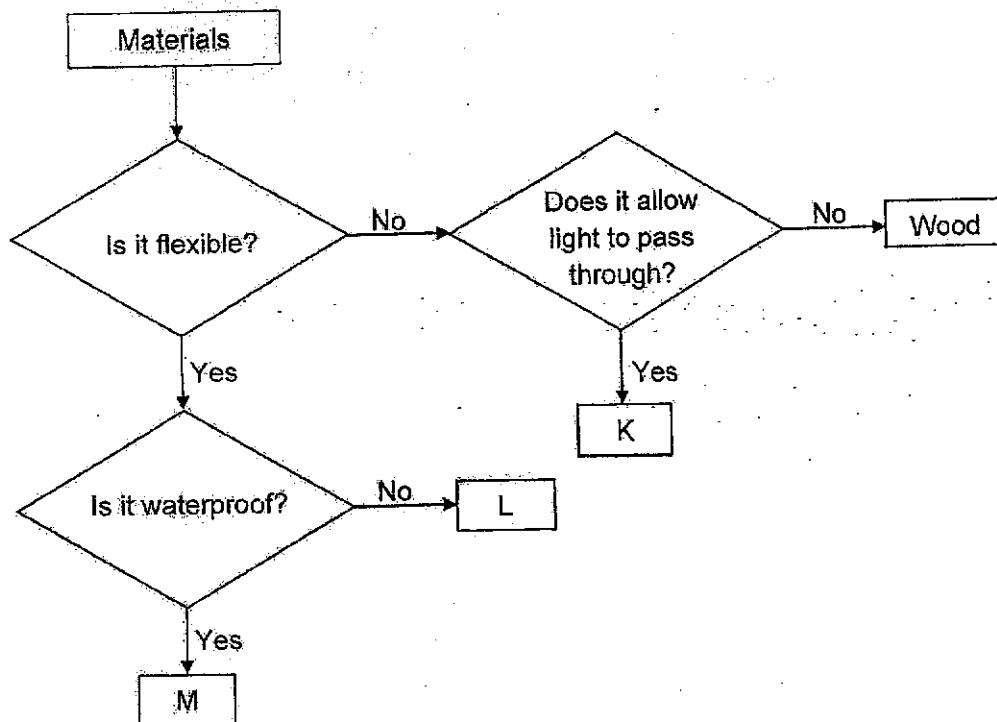 Materials
Is it flexible?
No
Does it allow
light to pass
through?
No
Wood
Yes
Yes
K
Is it waterproof?
No
L
Yes
M